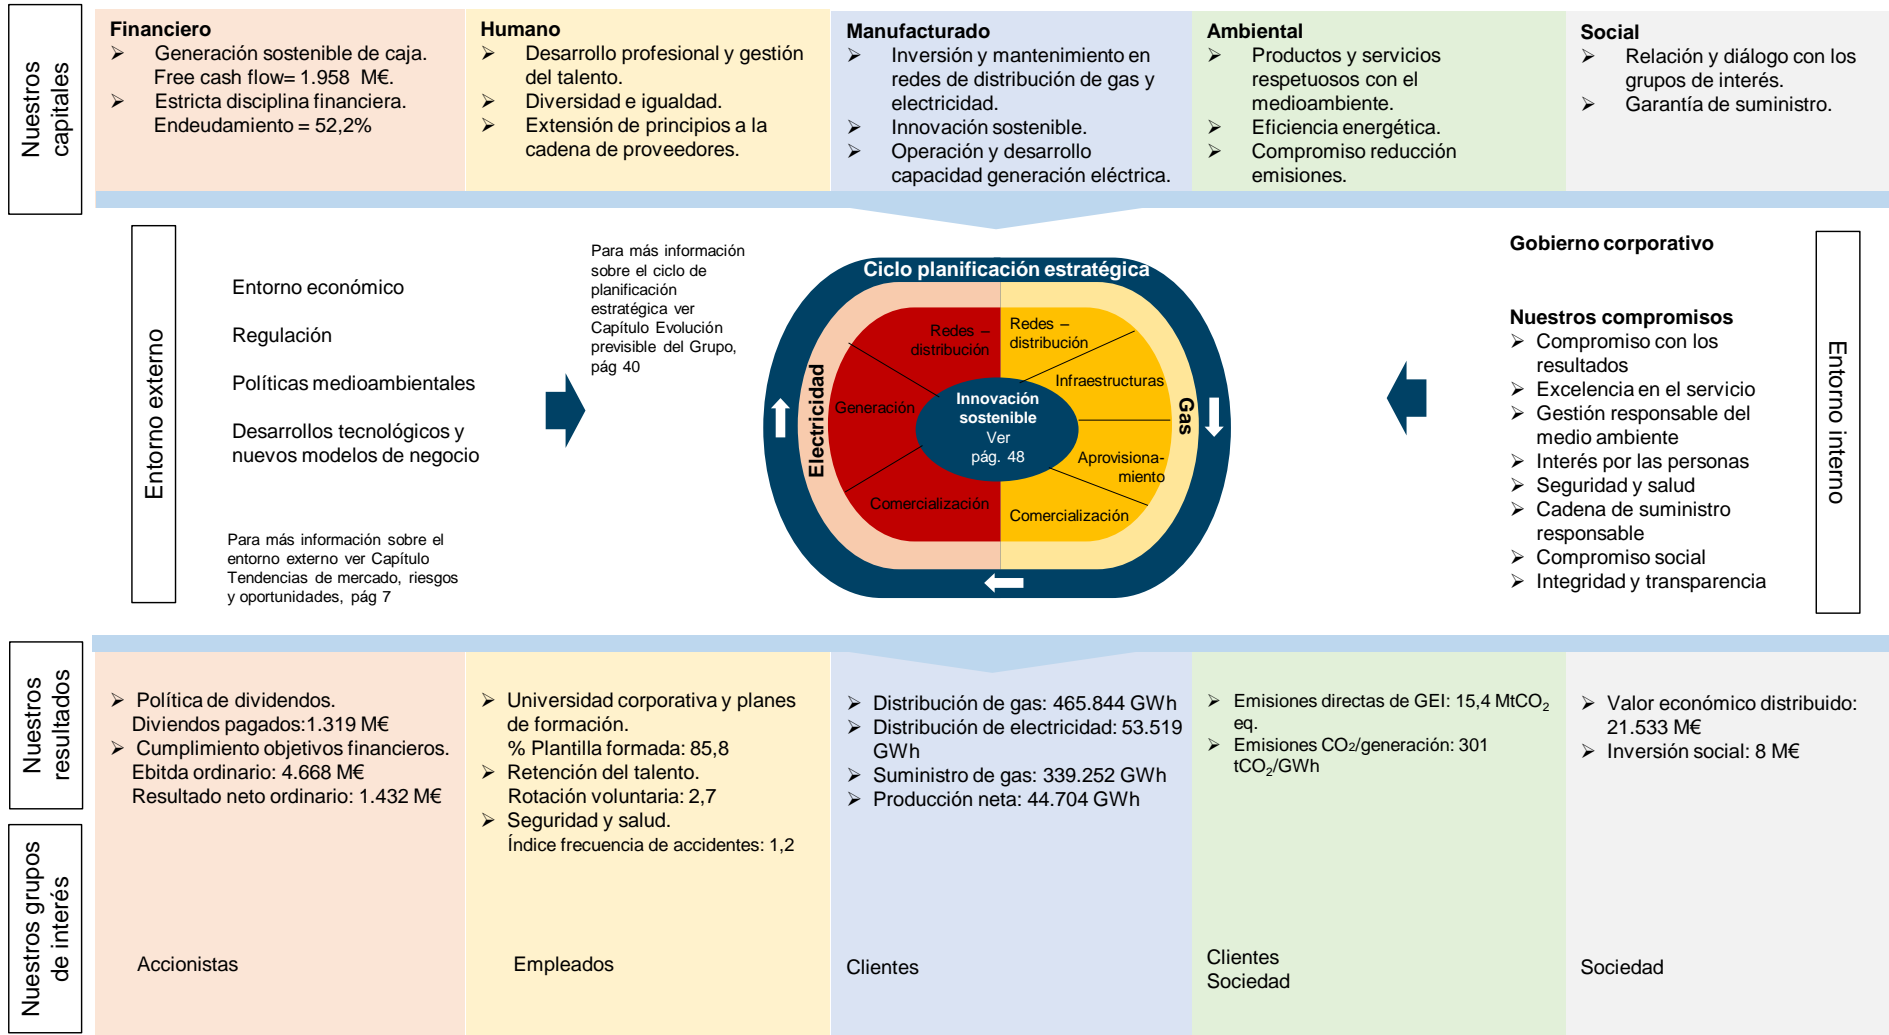 Nuestros
capitales
Financiero
➢ Generación sostenible de caja.
Free cash flow= 1.958 M€.
➢ Estricta disciplina financiera.
Endeudamiento = 52,2%
Humano
➢ Desarrollo profesional y gestión
del talento.
➢ Diversidad e igualdad.
➢ Extensión de principios a la
cadena de proveedores.
Manufacturado
➢ Inversión y mantenimiento en
redes de distribución de gas y
electricidad.
➢ Innovación sostenible.
➢ Operación y desarrollo
capacidad generación eléctrica.
Ambiental
➢ Productos y servicios
respetuosos con el
medioambiente.
➢ Eficiencia energética.
➢ Compromiso reducción
emisiones.
Social
➢ Relación y diálogo con los
grupos de interés.
➢ Garantía de suministro.
Entorno externo
Entorno económico
Regulación
Políticas medioambientales
Desarrollos tecnológicos y
nuevos modelos de negocio
Para más información sobre el
entorno externo ver Capítulo
Tendencias de mercado, riesgos
y oportunidades, pág 7
Para más información
sobre el ciclo de
planificación
estratégica ver
Capítulo Evolución
previsible del Grupo,
pág 40
Ciclo planificación estratégica
Electricidad
Redes –
distribución
Generación
Comercialización
Innovación
sostenible
Ver
pág. 48
Redes –
distribución
Infraestructuras
Aprovisiona-
miento
Comercialización
Gas
Gobierno corporativo
Nuestros compromisos
➢ Compromiso con los
resultados
➢ Excelencia en el servicio
➢ Gestión responsable del
medio ambiente
➢ Interés por las personas
➢ Seguridad y salud
➢ Cadena de suministro
responsable
➢ Compromiso social
➢ Integridad y transparencia
Entorno interno
Nuestros
resultados
➢ Política de dividendos.
Diviendos pagados:1.319 M€
➢ Cumplimiento objetivos financieros.
Ebitda ordinario: 4.668 M€
Resultado neto ordinario: 1.432 M€
➢ Universidad corporativa y planes
de formación.
% Plantilla formada: 85,8
➢ Retención del talento.
Rotación voluntaria: 2,7
➢ Seguridad y salud.
Índice frecuencia de accidentes: 1,2
➢ Distribución de gas: 465.844 GWh
➢ Distribución de electricidad: 53.519
GWh
➢ Suministro de gas: 339.252 GWh
➢ Producción neta: 44.704 GWh
➢ Emisiones directas de GEI: 15,4 MtCO₂
eq.
➢ Emisiones CO₂/generación: 301
tCO₂/GWh
➢ Valor económico distribuido:
21.533 M€
➢ Inversión social: 8 M€
Nuestros grupos
de interés
Accionistas
Empleados
Clientes
Clientes
Sociedad
Sociedad